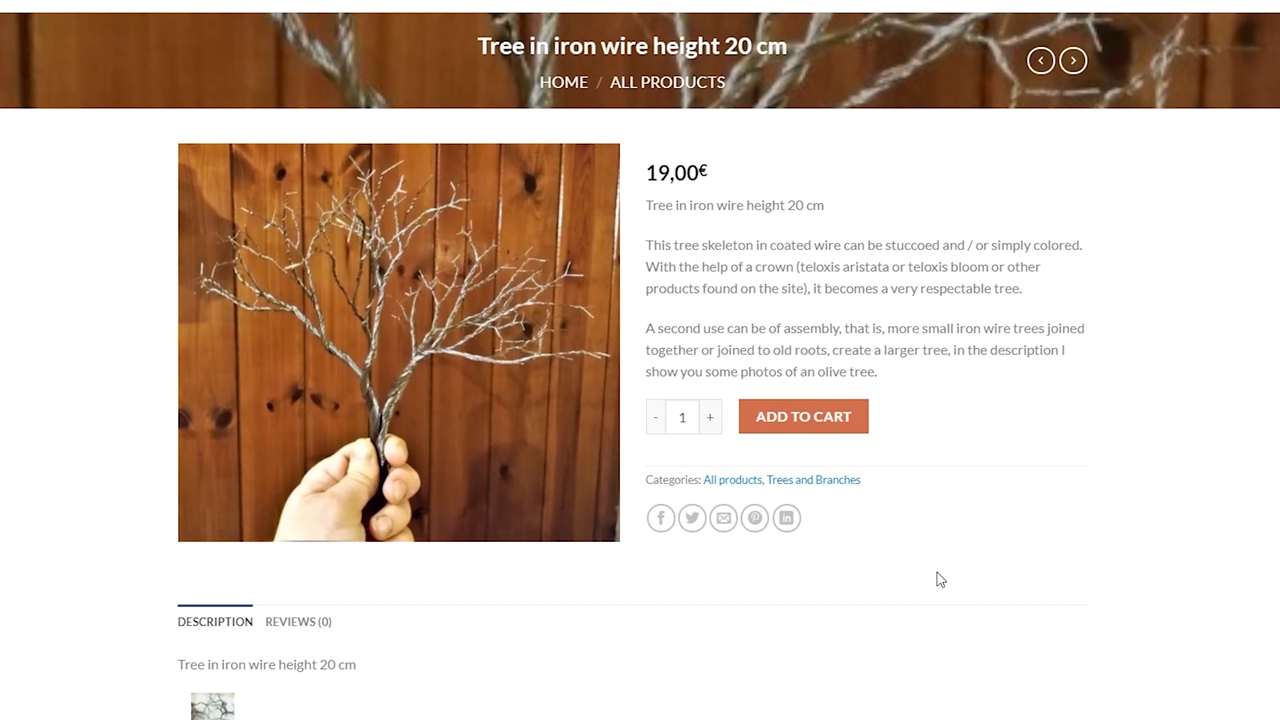 Tree in iron wire height 20 cm
HOME / ALL PRODUCTS
19,00€
Tree in iron wire height 20 cm
This tree skeleton in coated wire can be stuccoed and / or simply colored.
With the help of a crown (teloxis aristata or teloxis bloom or other
products found on the site), it becomes a very respectable tree.
A second use can be of assembly, that is, more small iron wire trees joined
together or joined to old roots, create a larger tree, in the description I
show you some photos of an olive tree.
- 1 + ADD TO CART
Categories: All products, Trees and Branches
DESCRIPTION REVIEWS (0)
Tree in iron wire height 20 cm